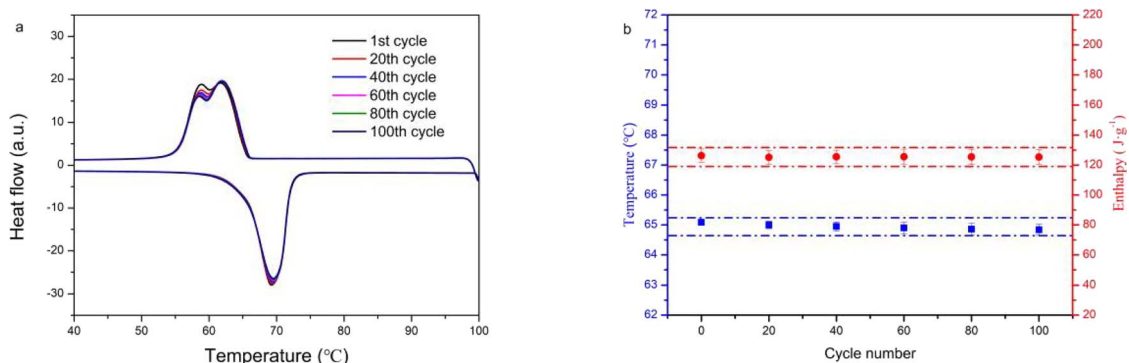 a
Heat flow (a.u.)
30
20
10
0
-10
-20
-30
1st cycle
20th cycle
40th cycle
60th cycle
80th cycle
100th cycle
40 50 60 70 80 90 100
Temperature (℃)
b
Temperature (℃)
72
71
70
69
68
67
66
65
64
63
62
220
200
180
160
140
120
100
80
60
40
20
Enthalpy ( J·g⁻¹)
0 20 40 60 80 100
Cycle number